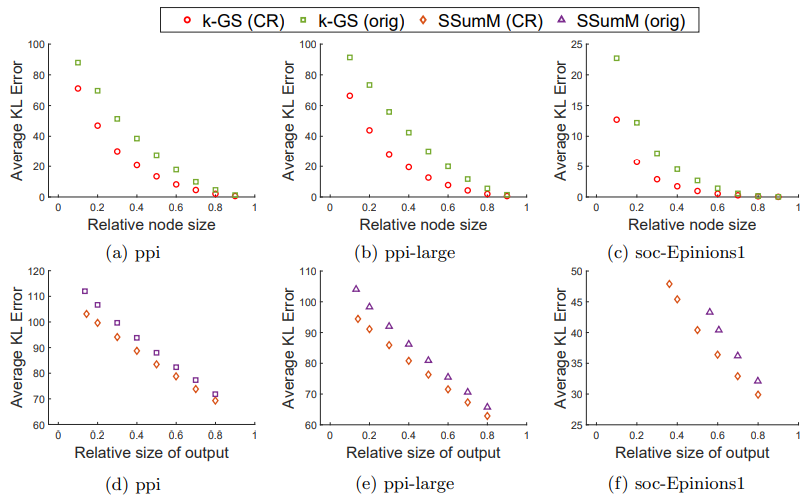 k-GS (CR) k-GS (orig) SSumM (CR) SSumM (orig)
100
80
60
40
20
0
Average KL Error
0 0.2 0.4 0.6 0.8 1
Relative node size
(a) ppi
100
80
60
40
20
0
Average KL Error
0 0.2 0.4 0.6 0.8 1
Relative node size
(b) ppi-large
25
20
15
10
5
0
Average KL Error
0 0.2 0.4 0.6 0.8 1
Relative node size
(c) soc-Epinions1
120
110
100
90
80
70
60
Average KL Error
0 0.2 0.4 0.6 0.8 1
Relative size of output
(d) ppi
110
100
90
80
70
60
Average KL Error
0 0.2 0.4 0.6 0.8 1
Relative size of output
(e) ppi-large
50
45
40
35
30
25
Average KL Error
0 0.2 0.4 0.6 0.8 1
Relative size of output
(f) soc-Epinions1